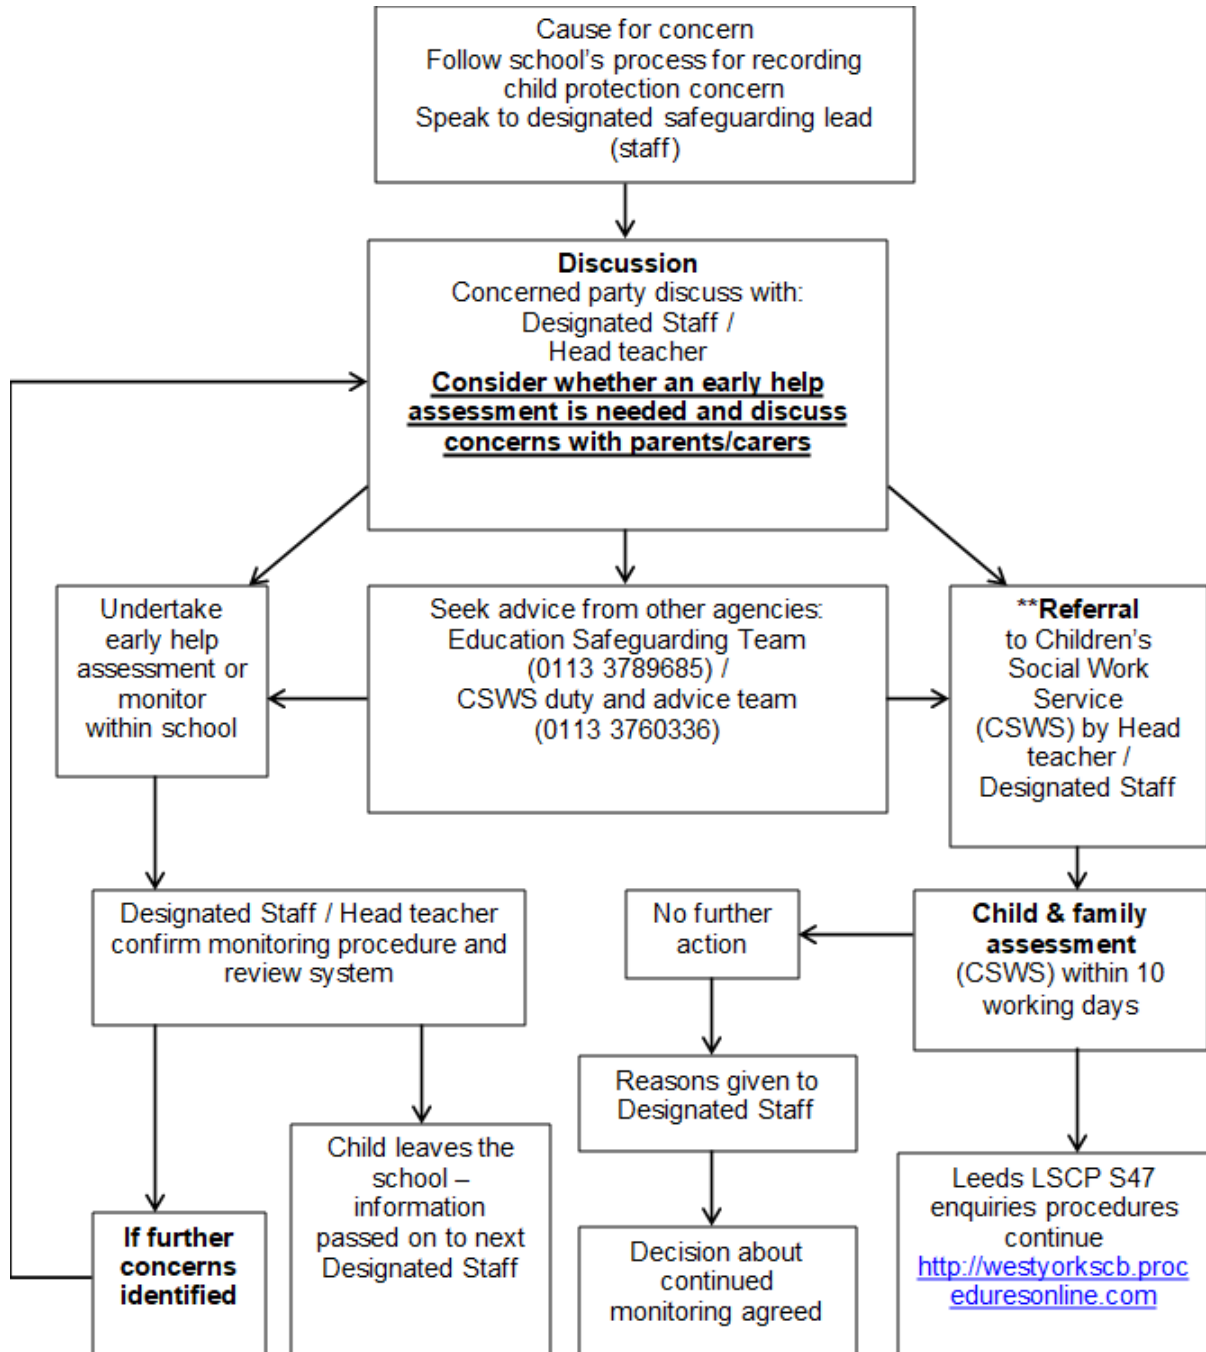 Cause for concern
Follow school’s process for recording
child protection concern
Speak to designated safeguarding lead
(staff)
Discussion
Concerned party discuss with:
Designated Staff /
Head teacher
Consider whether an early help
assessment is needed and discuss
concerns with parents/carers
Undertake
early help
assessment or
monitor
within school
Seek advice from other agencies:
Education Safeguarding Team
(0113 3789685) /
CSWS duty and advice team
(0113 3760336)
**Referral
to Children’s
Social Work
Service
(CSWS) by Head
teacher /
Designated Staff
Designated Staff / Head teacher
confirm monitoring procedure and
review system
No further
action
Child & family
assessment
(CSWS) within 10
working days
Reasons given to
Designated Staff
If further
concerns
identified
Child leaves the
school –
information
passed on to next
Designated Staff
Decision about
continued
monitoring agreed
Leeds LSCP S47
enquiries procedures
continue
http://westyorkscb.proc
eduresonline.com